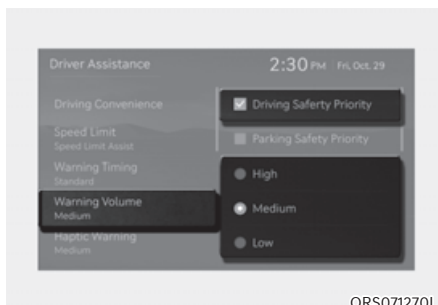 Driver Assistance
2:30 PM Fri, Oct. 29
Driving Convenience
Speed Limit
Speed Limit Assist
Warning Timing
Standard
Warning Volume
Medium
Haptic Warning
Medium
Driving Saferty Priority
Parking Safety Priority
High
Medium
Low
ORS071270L